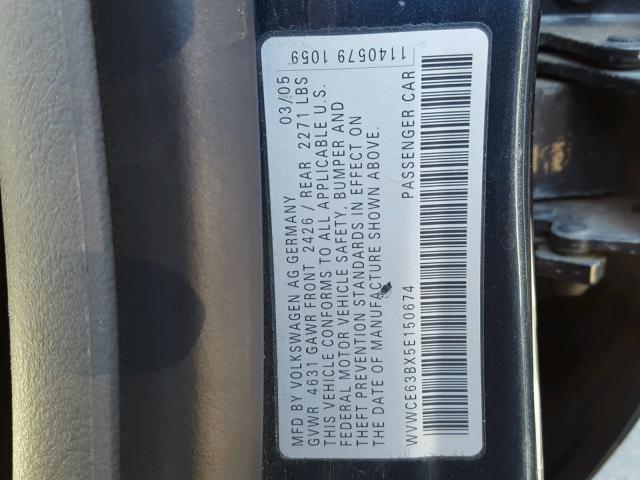 1140579 1059
MFD BY VOLKSWAGEN AG GERMANY 03/05
GVWR 4631 GAWR FRONT 2426 / REAR 2271 LBS
THIS VEHICLE CONFORMS TO ALL APPLICABLE U.S.
FEDERAL MOTOR VEHICLE SAFETY, BUMPER AND
THEFT PREVENTION STANDARDS IN EFFECT ON
THE DATE OF MANUFACTURE SHOWN ABOVE.
WVWCE63BX5E150674 PASSENGER CAR